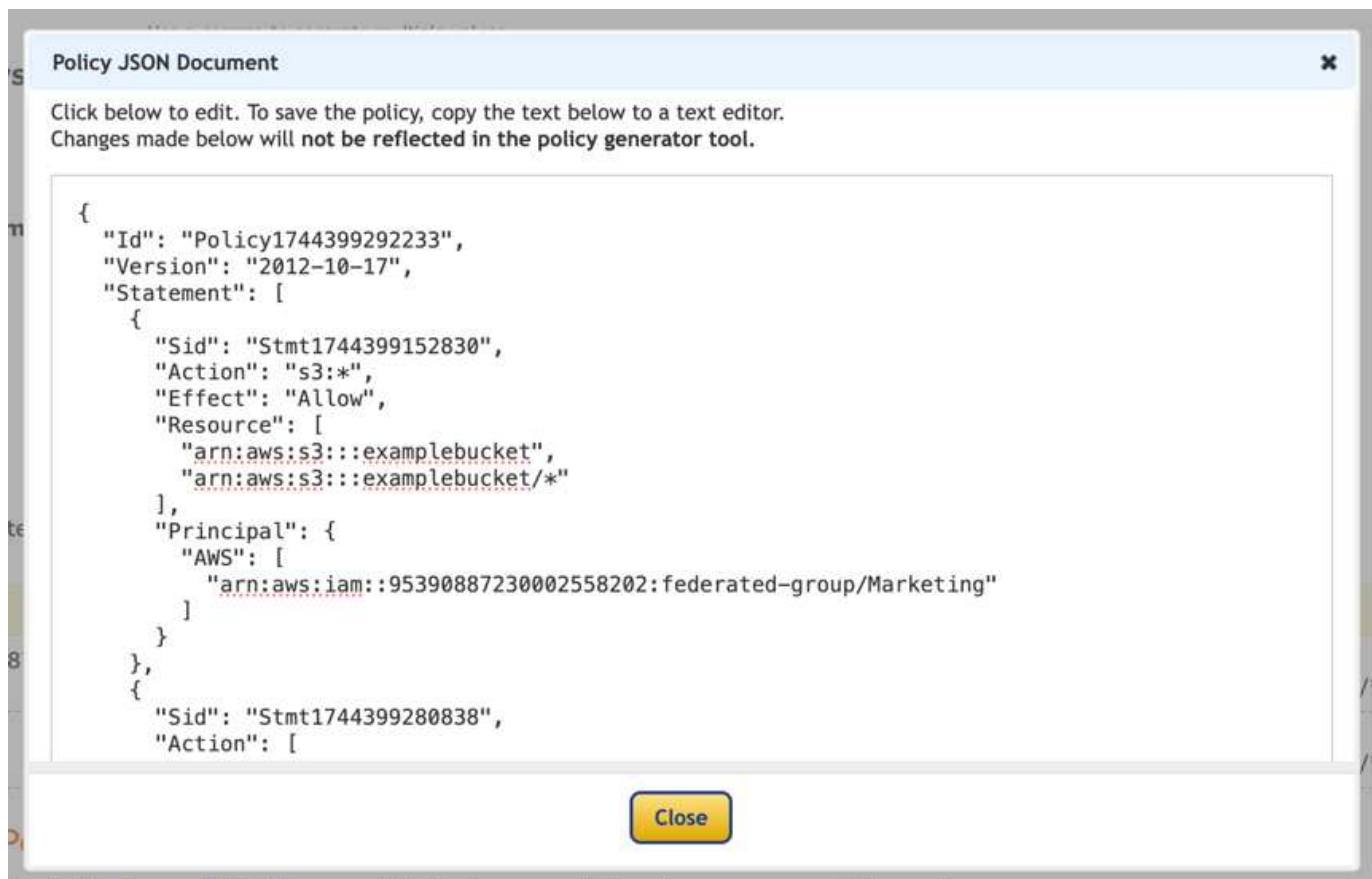 Policy JSON Document
Click below to edit. To save the policy, copy the text below to a text editor.
Changes made below will not be reflected in the policy generator tool.
{
"Id": "Policy1744399292233",
"Version": "2012-10-17",
"Statement": [
{
"Sid": "Stmt1744399152830",
"Action": "s3:*",
"Effect": "Allow",
"Resource": [
"arn:aws:s3:::examplebucket",
"arn:aws:s3:::examplebucket/*"
],
"Principal": {
"AWS": [
"arn:aws:iam::95390887230002558202:federated-group/Marketing"
]
}
},
{
"Sid": "Stmt1744399280838",
"Action": [
Close